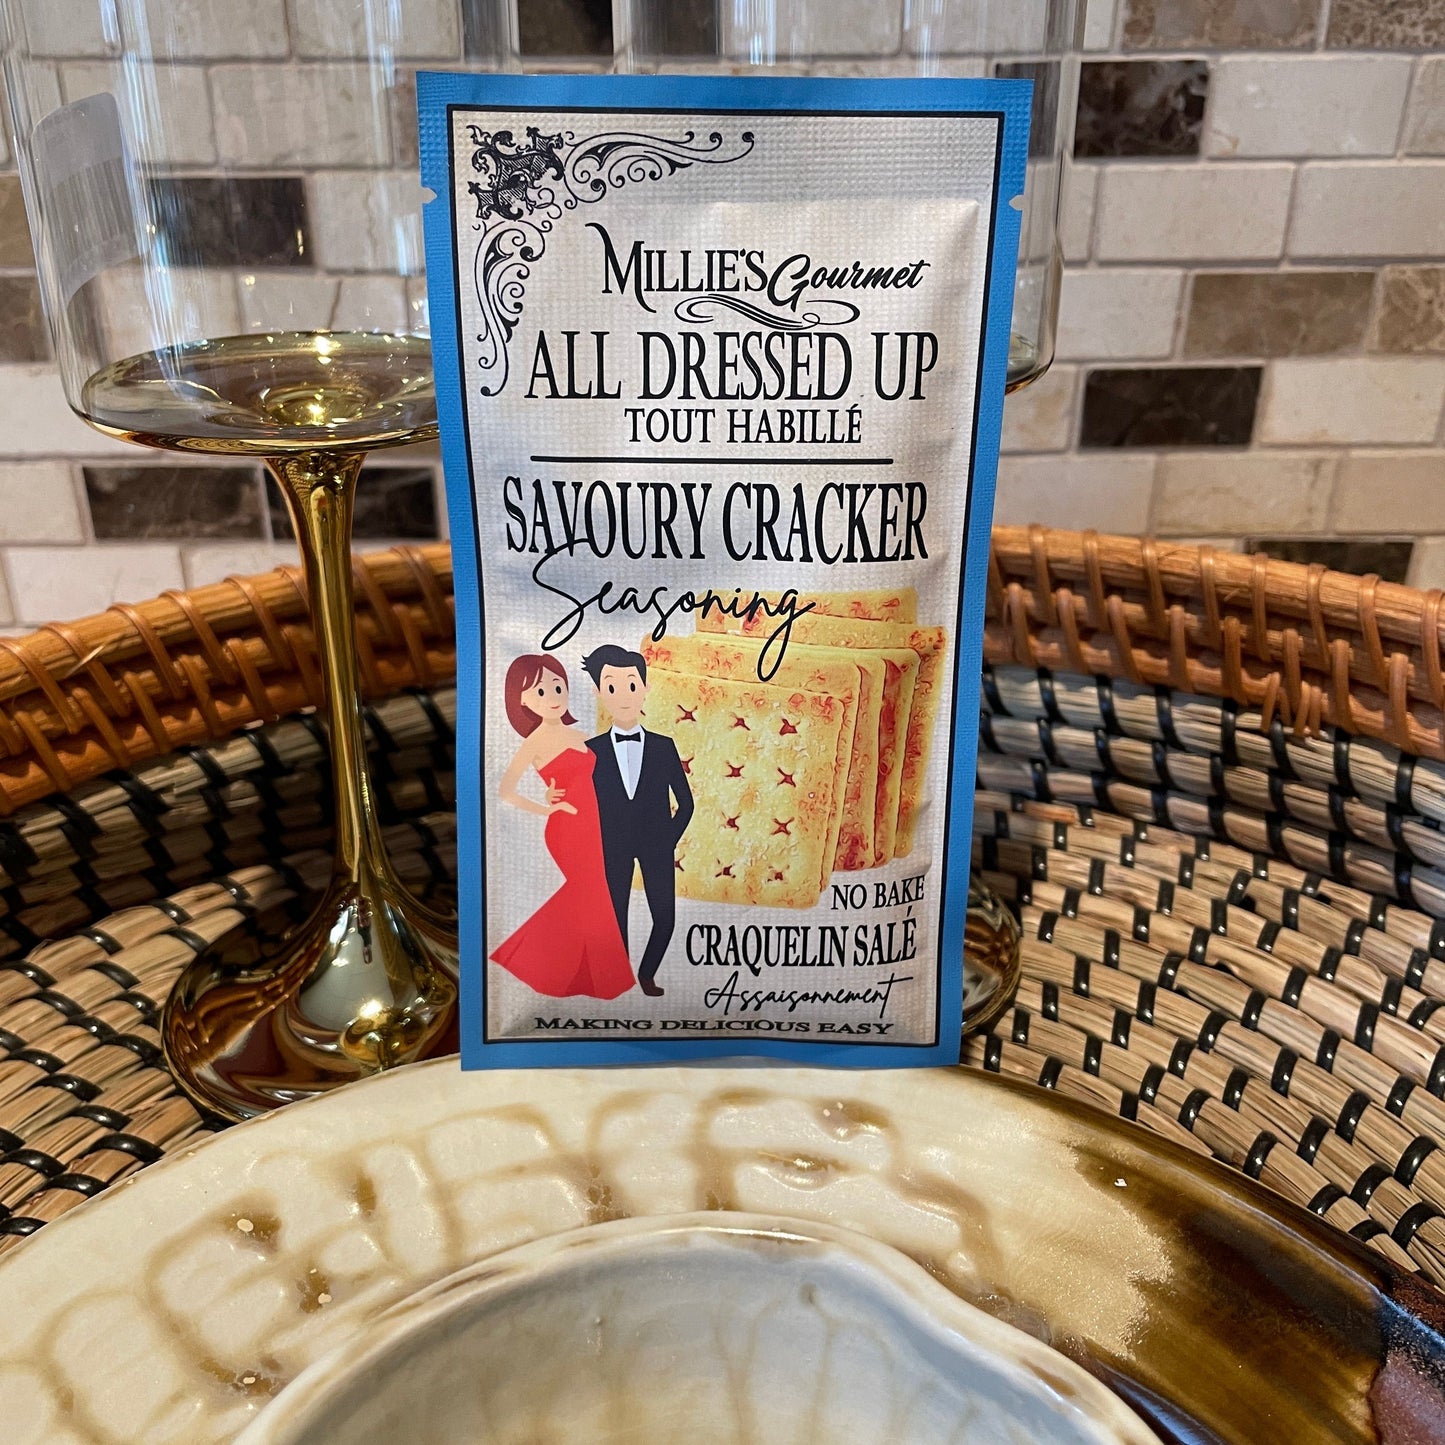 MILLIE'S Gourmet
ALL DRESSED UP
TOUT HABILLÉ
SAVOURY CRACKER
Seasoning
NO BAKE
CRAQUELIN SALÉ
Assaisonnement
MAKING DELICIOUS EASY